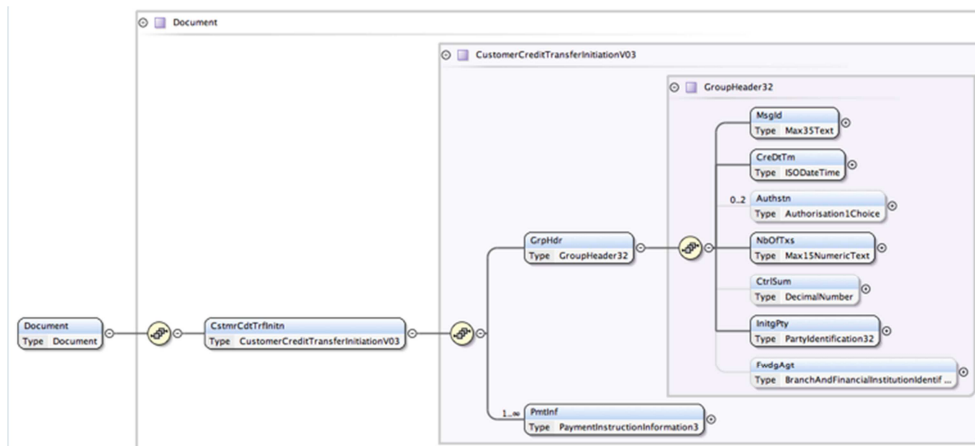 Document
CustomerCreditTransferInitiationV03
GroupHeader32
MsgId
Type Max35Text
CreDtTm
Type ISODateTime
0..2
Authstn
Type Authorisation1Choice
GrpHdr
Type GroupHeader32
NbOfTxs
Type Max15NumericText
CtrlSum
Type DecimalNumber
Document
Type Document
CstmrCdtTrfInitn
Type CustomerCreditTransferInitiationV03
InitgPty
Type PartyIdentification32
FwdgAgt
Type BranchAndFinancialInstitutionIdentif ...
1..∞
PmtInf
Type PaymentInstructionInformation3